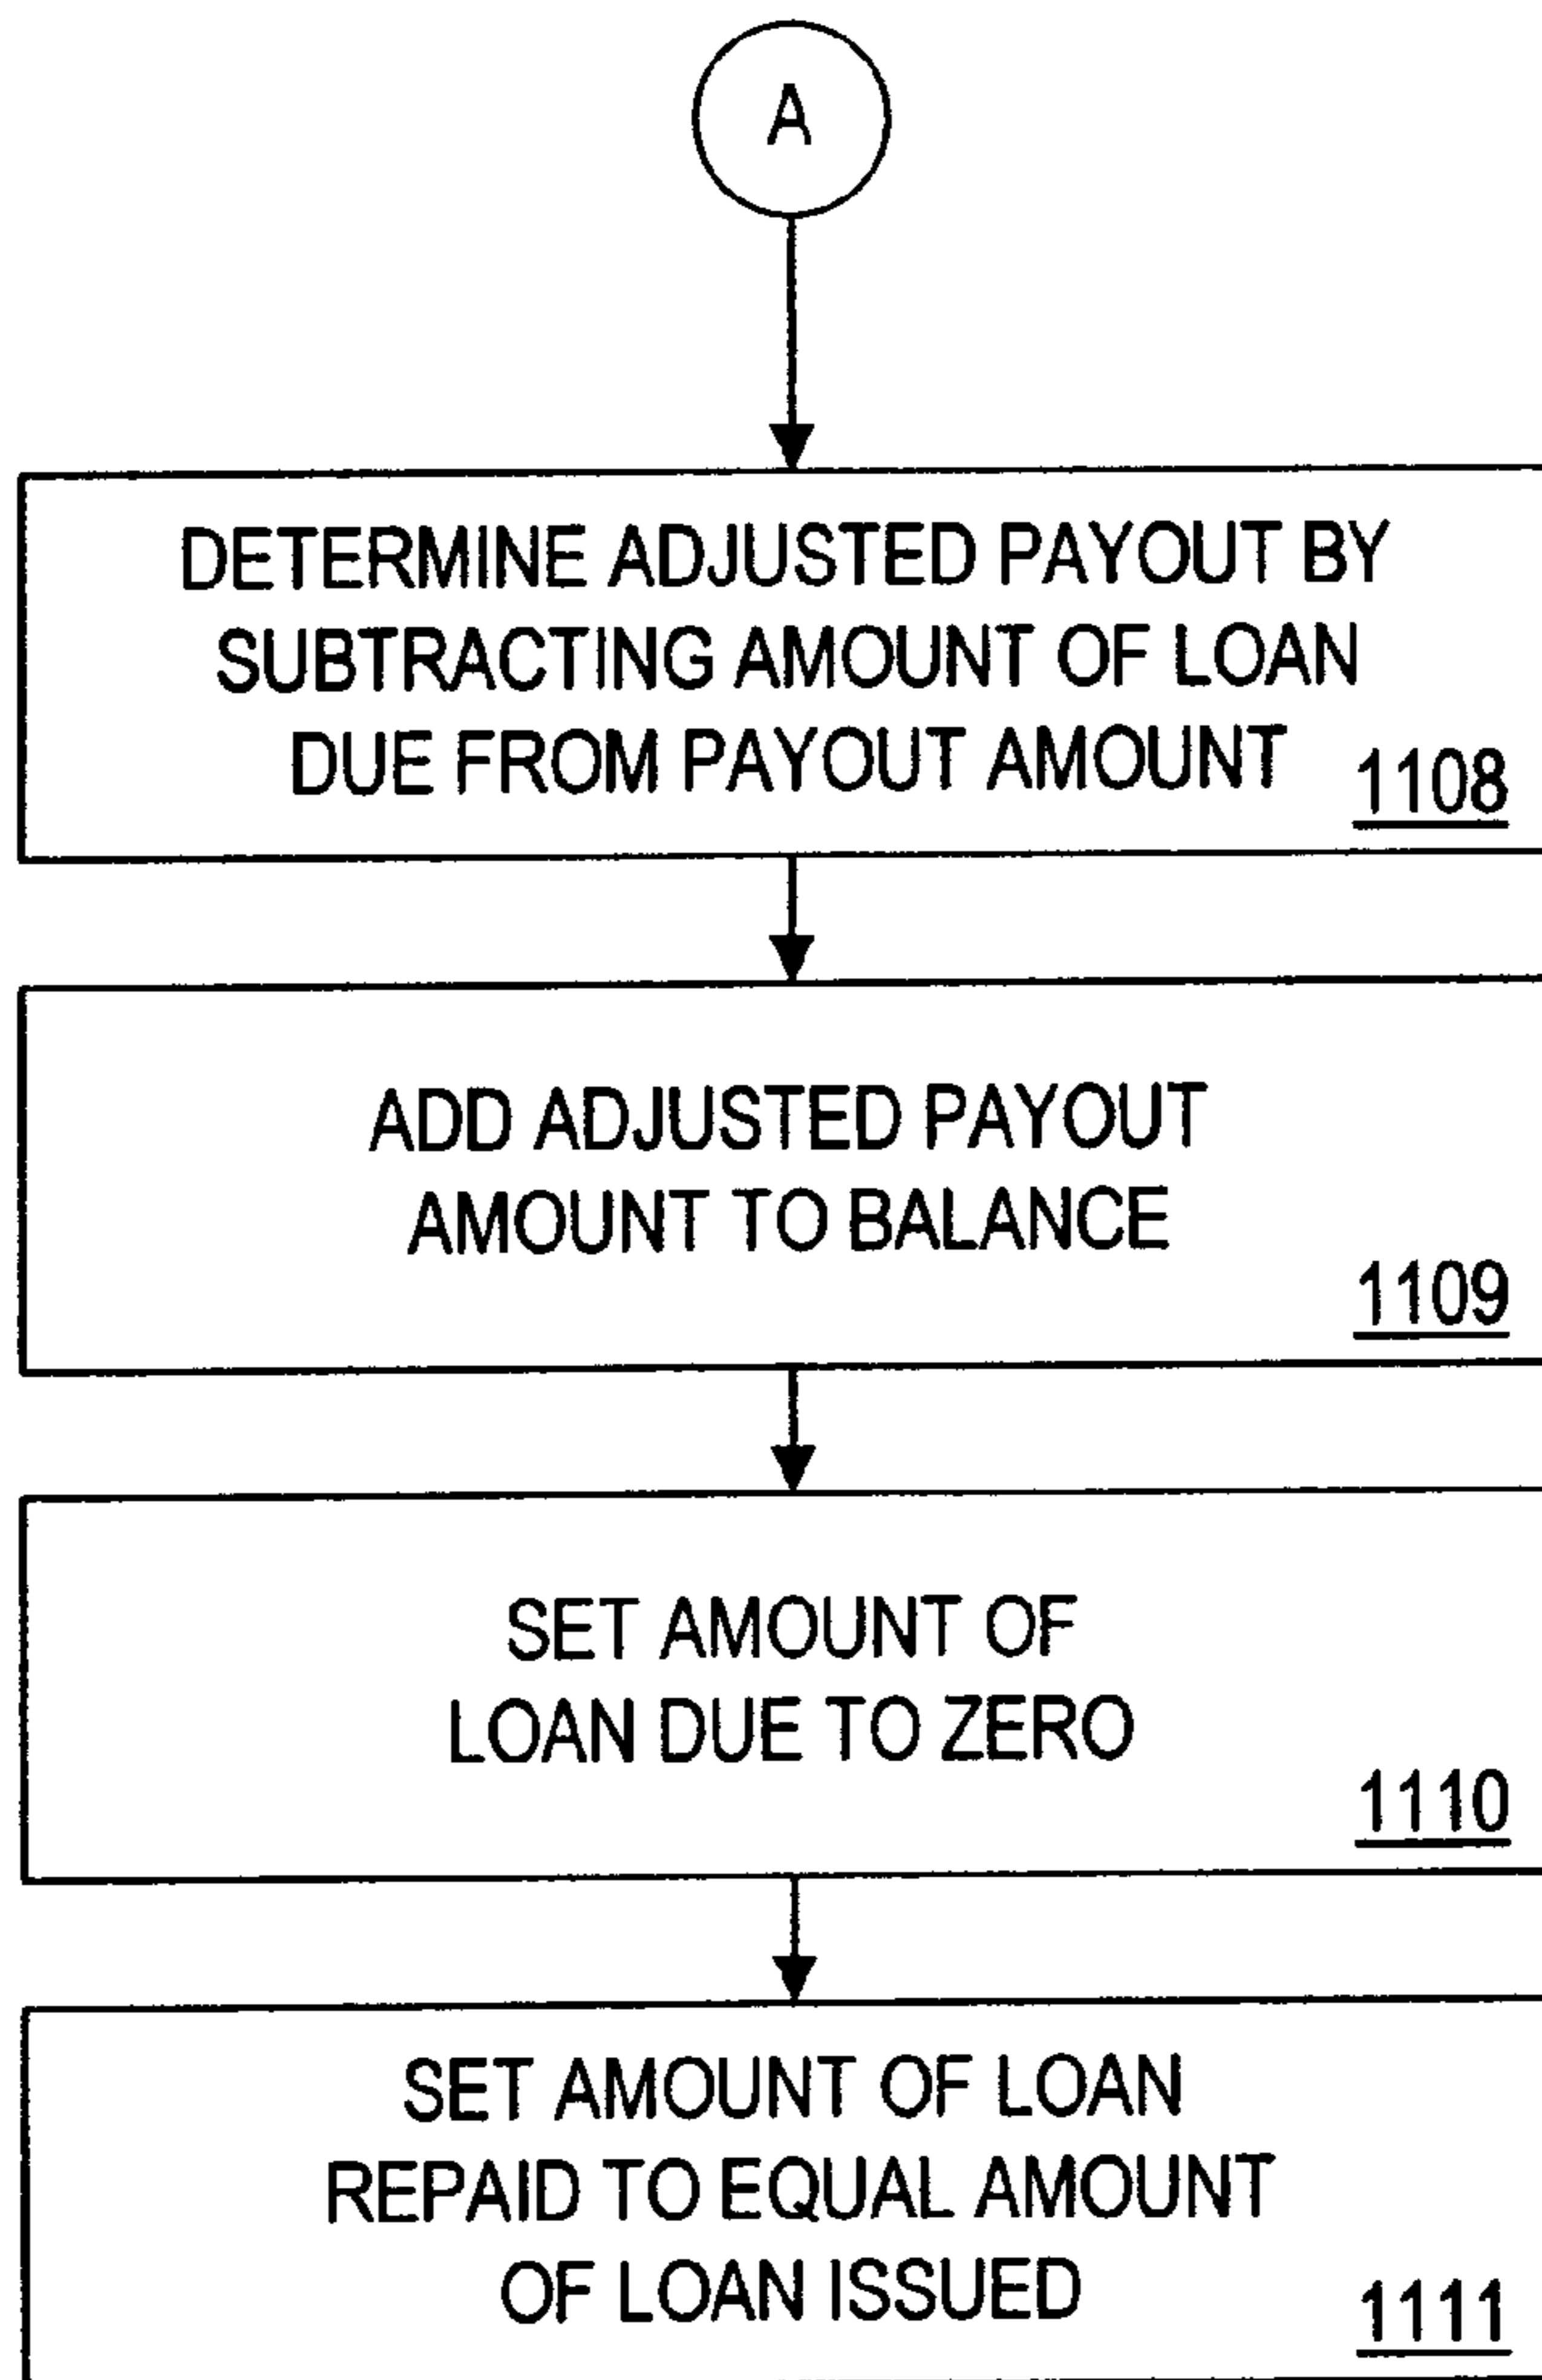 A
DETERMINE ADJUSTED PAYOUT BY
SUBTRACTING AMOUNT OF LOAN
DUE FROM PAYOUT AMOUNT
1108
ADD ADJUSTED PAYOUT
AMOUNT TO BALANCE
1109
SET AMOUNT OF
LOAN DUE TO ZERO
1110
SET AMOUNT OF LOAN
REPAID TO EQUAL AMOUNT
OF LOAN ISSUED
1111